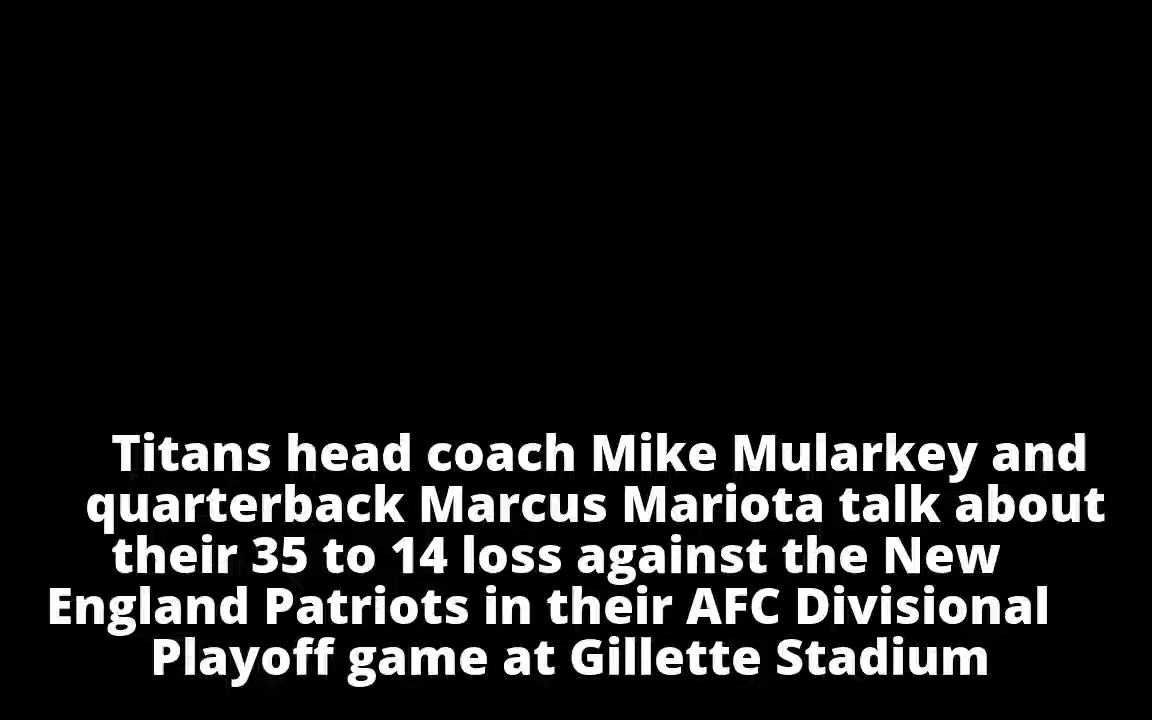 Titans head coach Mike Mularkey and
quarterback Marcus Mariota talk about
their 35 to 14 loss against the New
England Patriots in their AFC Divisional
Playoff game at Gillette Stadium